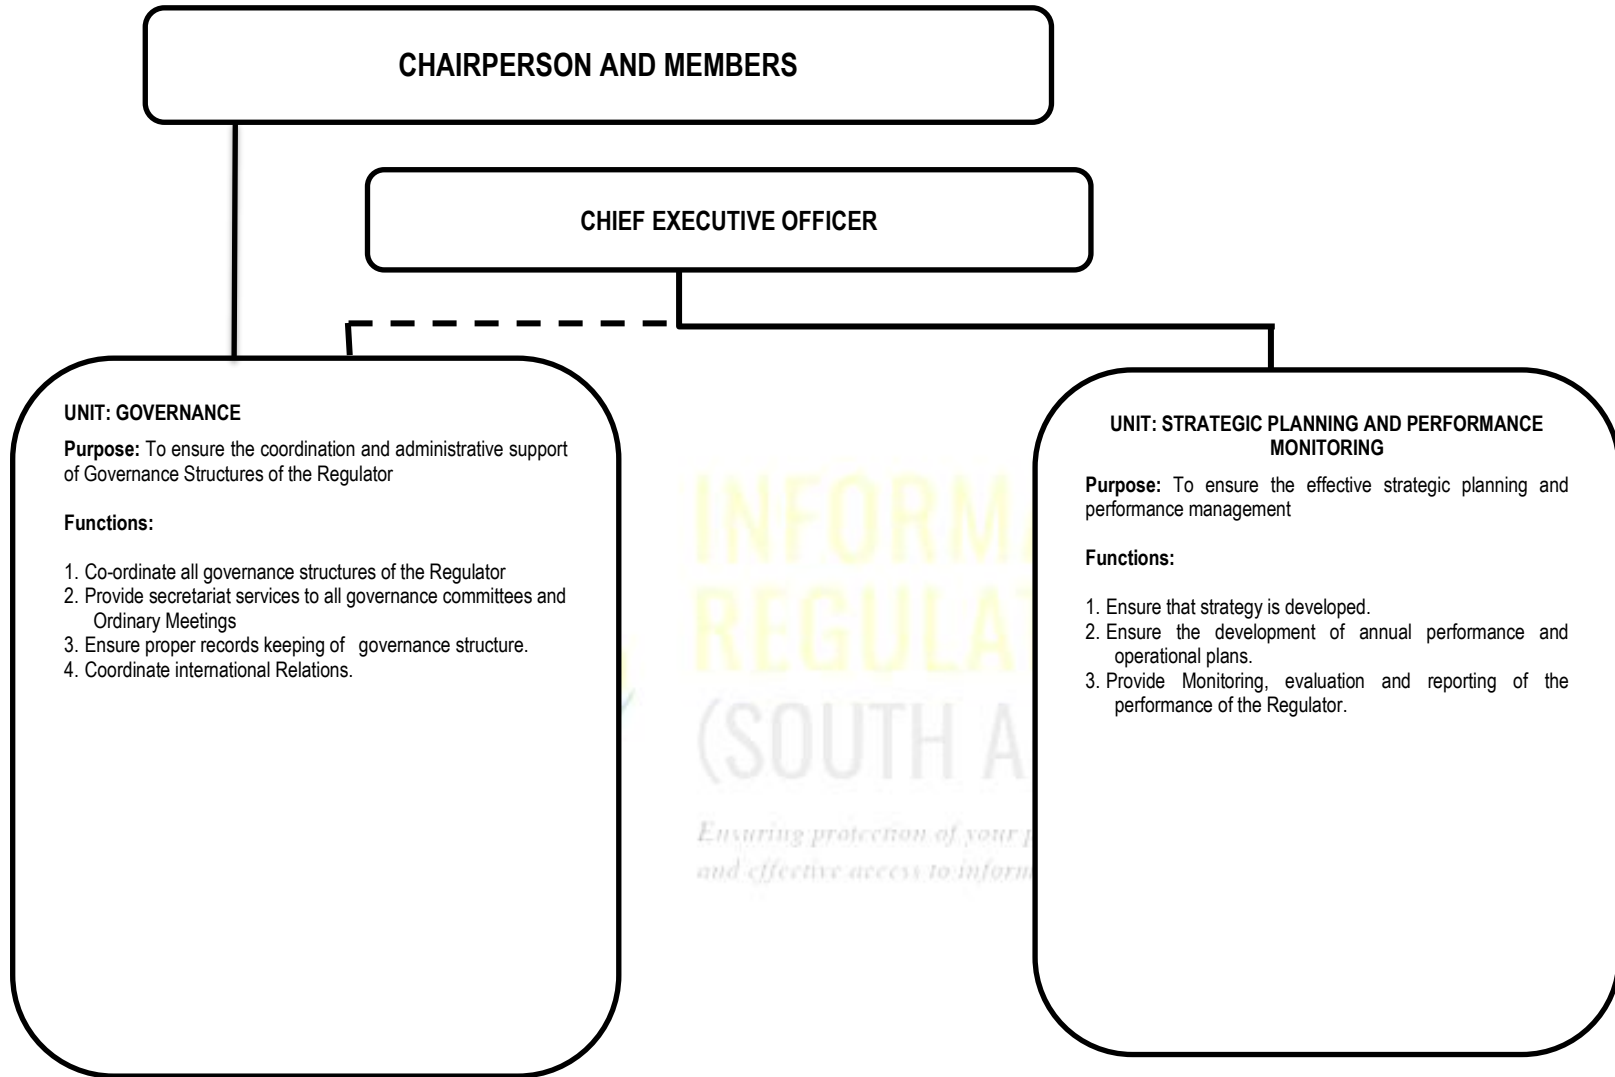 CHAIRPERSON AND MEMBERS
CHIEF EXECUTIVE OFFICER
UNIT: GOVERNANCE
Purpose: To ensure the coordination and administrative support
of Governance Structures of the Regulator
Functions:
1. Co-ordinate all governance structures of the Regulator
2. Provide secretariat services to all governance committees and
Ordinary Meetings
3. Ensure proper records keeping of governance structure.
4. Coordinate international Relations.
UNIT: STRATEGIC PLANNING AND PERFORMANCE
MONITORING
Purpose: To ensure the effective strategic planning and
performance management
Functions:
1. Ensure that strategy is developed.
2. Ensure the development of annual performance and
operational plans.
3. Provide Monitoring, evaluation and reporting of the
performance of the Regulator.
(SOUTH
Ensuring protection of your
and effective access to